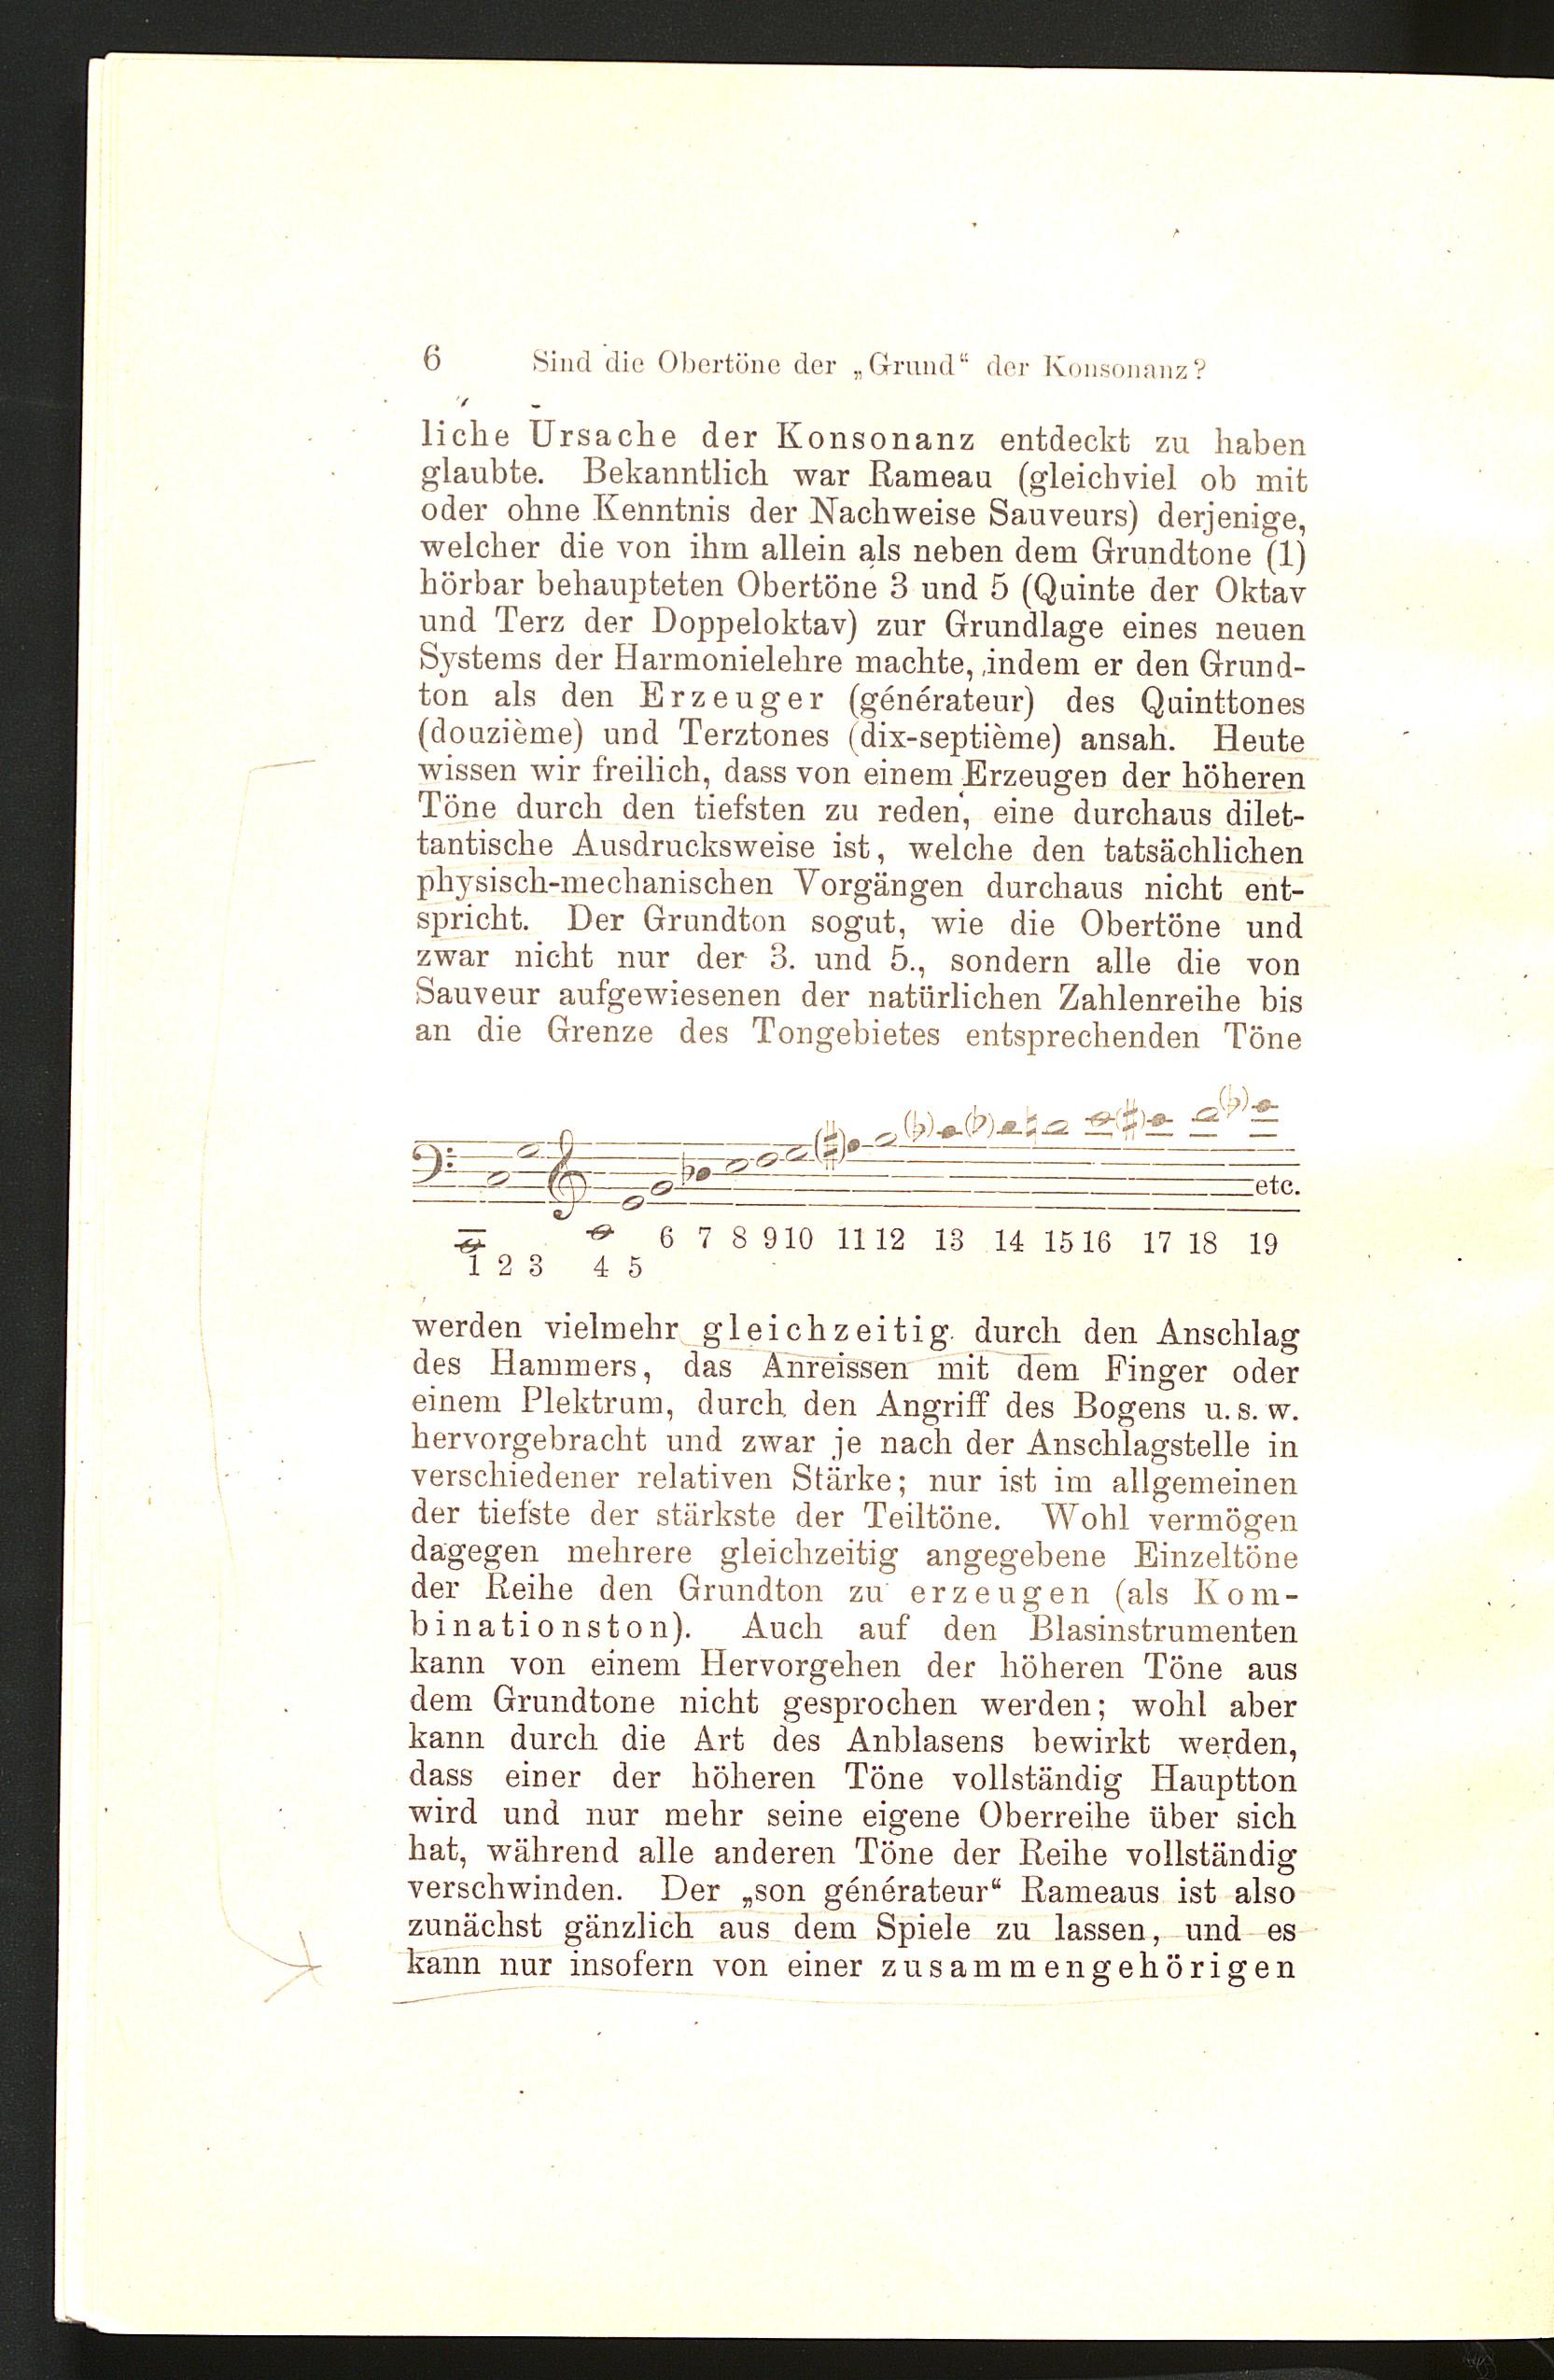 6 Sind die Obertöne der „Grund“ der Konsonanz?
liche Ursache der Konsonanz entdeckt zu haben
glaubte. Bekanntlich war Rameau (gleichviel ob mit
oder ohne Kenntnis der Nachweise Sauveurs) derjenige,
welcher die von ihm allein als neben dem Grundtone (1)
hörbar behaupteten Obertöne 3 und 5 (Quinte der Oktav
und Terz der Doppeloktav) zur Grundlage eines neuen
Systems der Harmonielehre machte, indem er den Grund-
ton als den Erzeuger (générateur) des Quinttones
(douzième) und Terztones (dix-septième) ansah. Heute
wissen wir freilich, dass von einem Erzeugen der höheren
Töne durch den tiefsten zu reden, eine durchaus dilet-
tantische Ausdrucksweise ist, welche den tatsächlichen
physisch-mechanischen Vorgängen durchaus nicht ent-
spricht. Der Grundton sogut, wie die Obertöne und
zwar nicht nur der 3. und 5., sondern alle die von
Sauveur aufgewiesenen der natürlichen Zahlenreihe bis
an die Grenze des Tongebietes entsprechenden Töne
etc.
6 7 8 9 10 11 12 13 14 15 16 17 18 19
1 2 3 4 5
werden vielmehr gleichzeitig durch den Anschlag
des Hammers, das Anreissen mit dem Finger oder
einem Plektrum, durch den Angriff des Bogens u. s. w.
hervorgebracht und zwar je nach der Anschlagstelle in
verschiedener relativen Stärke; nur ist im allgemeinen
der tiefste der stärkste der Teiltöne. Wohl vermögen
dagegen mehrere gleichzeitig angegebene Einzeltöne
der Reihe den Grundton zu erzeugen (als Kom-
binationston). Auch auf den Blasinstrumenten
kann von einem Hervorgehen der höheren Töne aus
dem Grundtone nicht gesprochen werden; wohl aber
kann durch die Art des Anblasens bewirkt werden,
dass einer der höheren Töne vollständig Hauptton
wird und nur mehr seine eigene Oberreihe über sich
hat, während alle anderen Töne der Reihe vollständig
verschwinden. Der „son générateur“ Rameaus ist also
zunächst gänzlich aus dem Spiele zu lassen, und es
kann nur insofern von einer zusammengehörigen